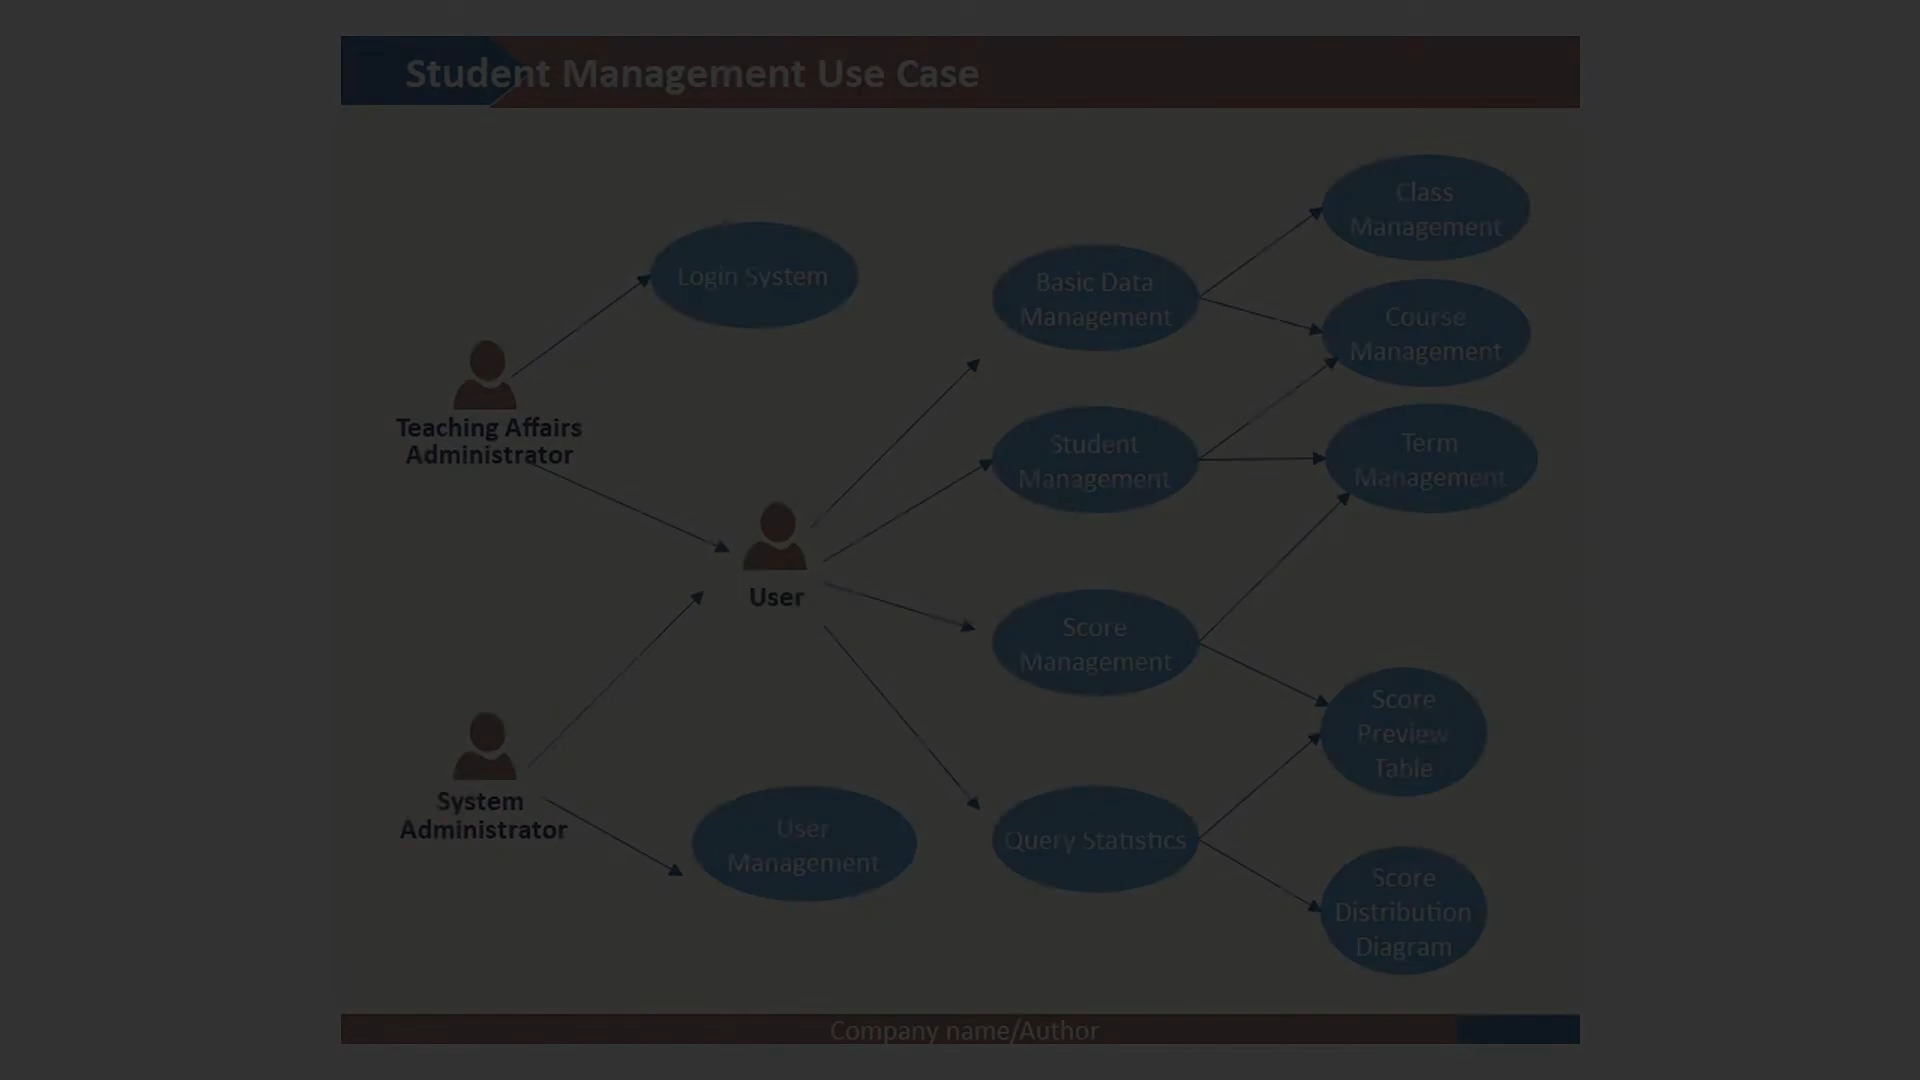 Student Management Use Case
Class
Management
Login System
Basic Data
Management
Course
Management
Teaching Affairs
Administrator
Student
Management
Term
Management
User
Score
Management
Score
Preview
Table
System
Administrator
User
Management
Query Statistics
Score
Distribution
Diagram
Company name/Author